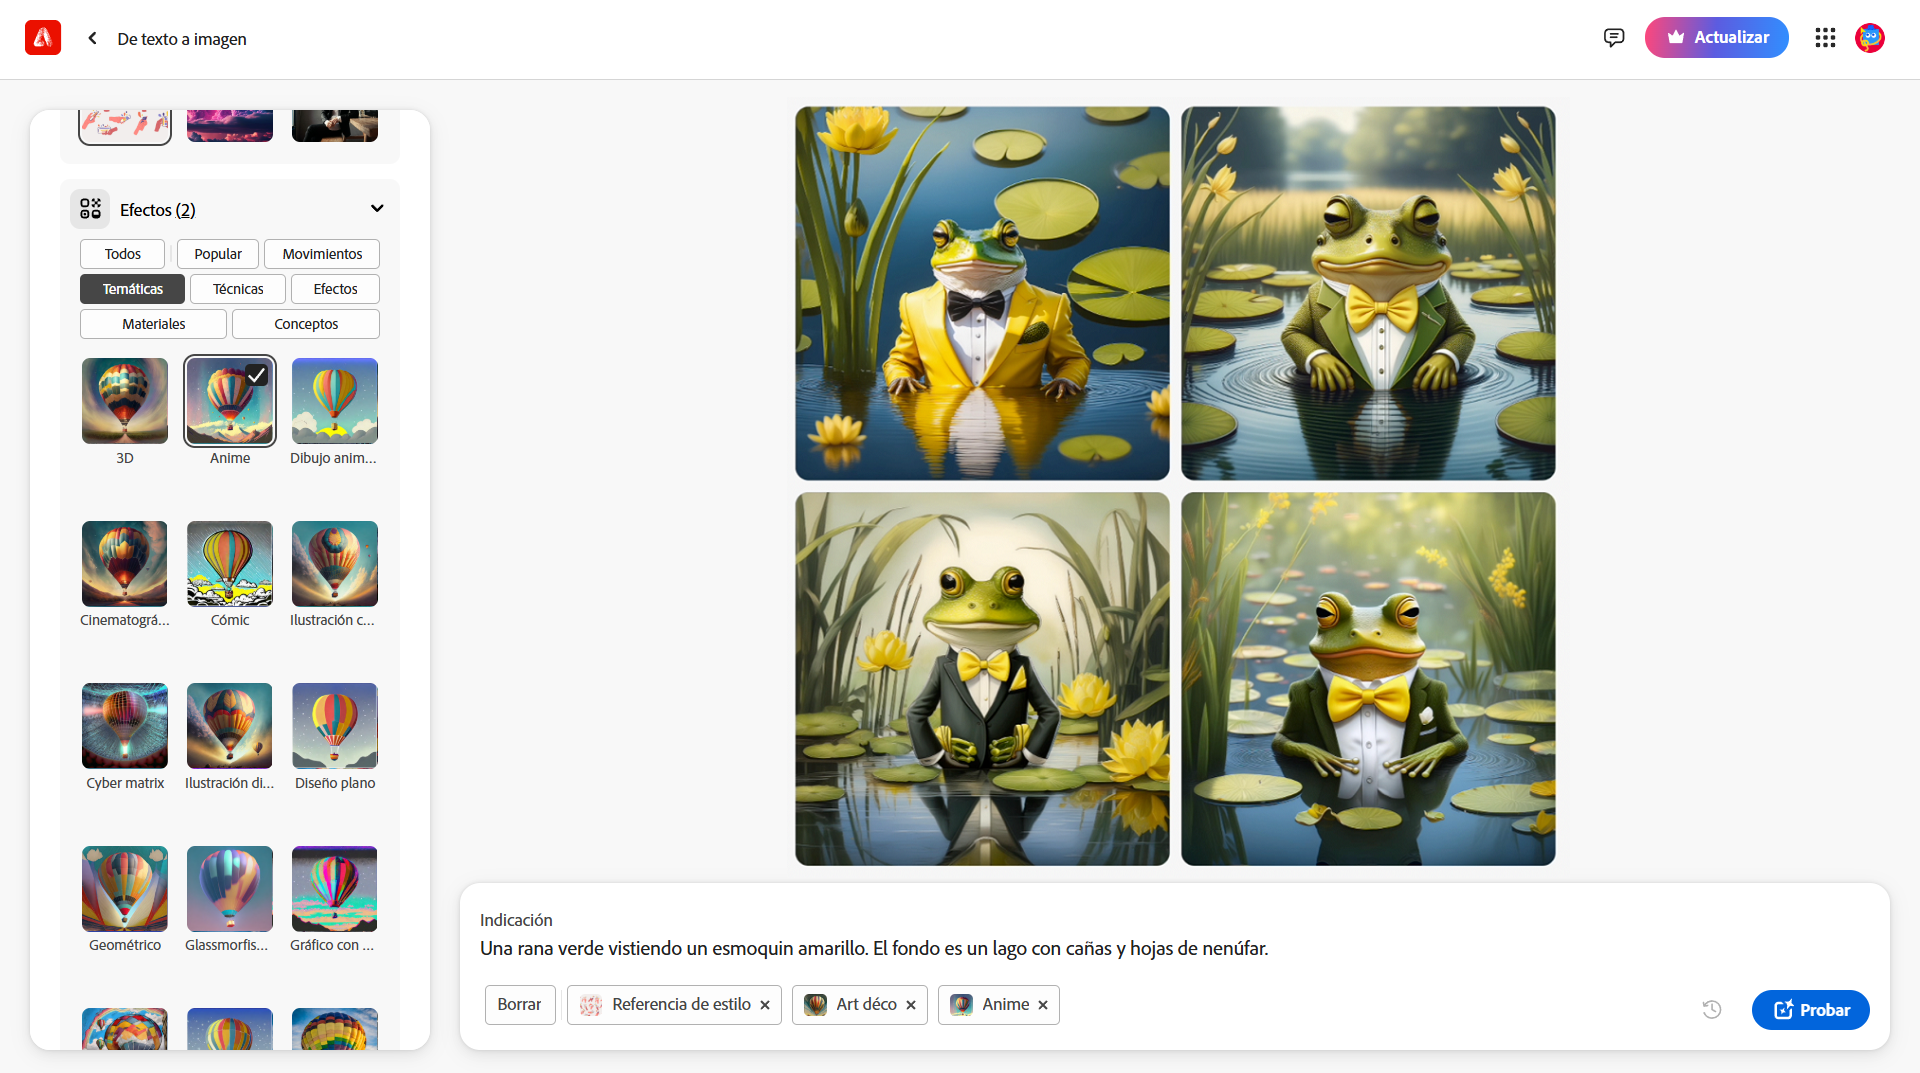 De texto a imagen
Actualizar
Efectos (2)
Todos
Popular
Movimientos
Temáticas
Técnicas
Efectos
Materiales
Conceptos
3D
Anime
Dibujo anim...
Cinematográ...
Cómic
Ilustración c...
Cyber matrix
Ilustración di...
Diseño plano
Geométrico
Glassmorfis...
Gráfico con ...
Indicación
Una rana verde vistiendo un esmoquin amarillo. El fondo es un lago con cañas y hojas de nenúfar.
Borrar
Referencia de estilo
Art déco
Anime
Probar